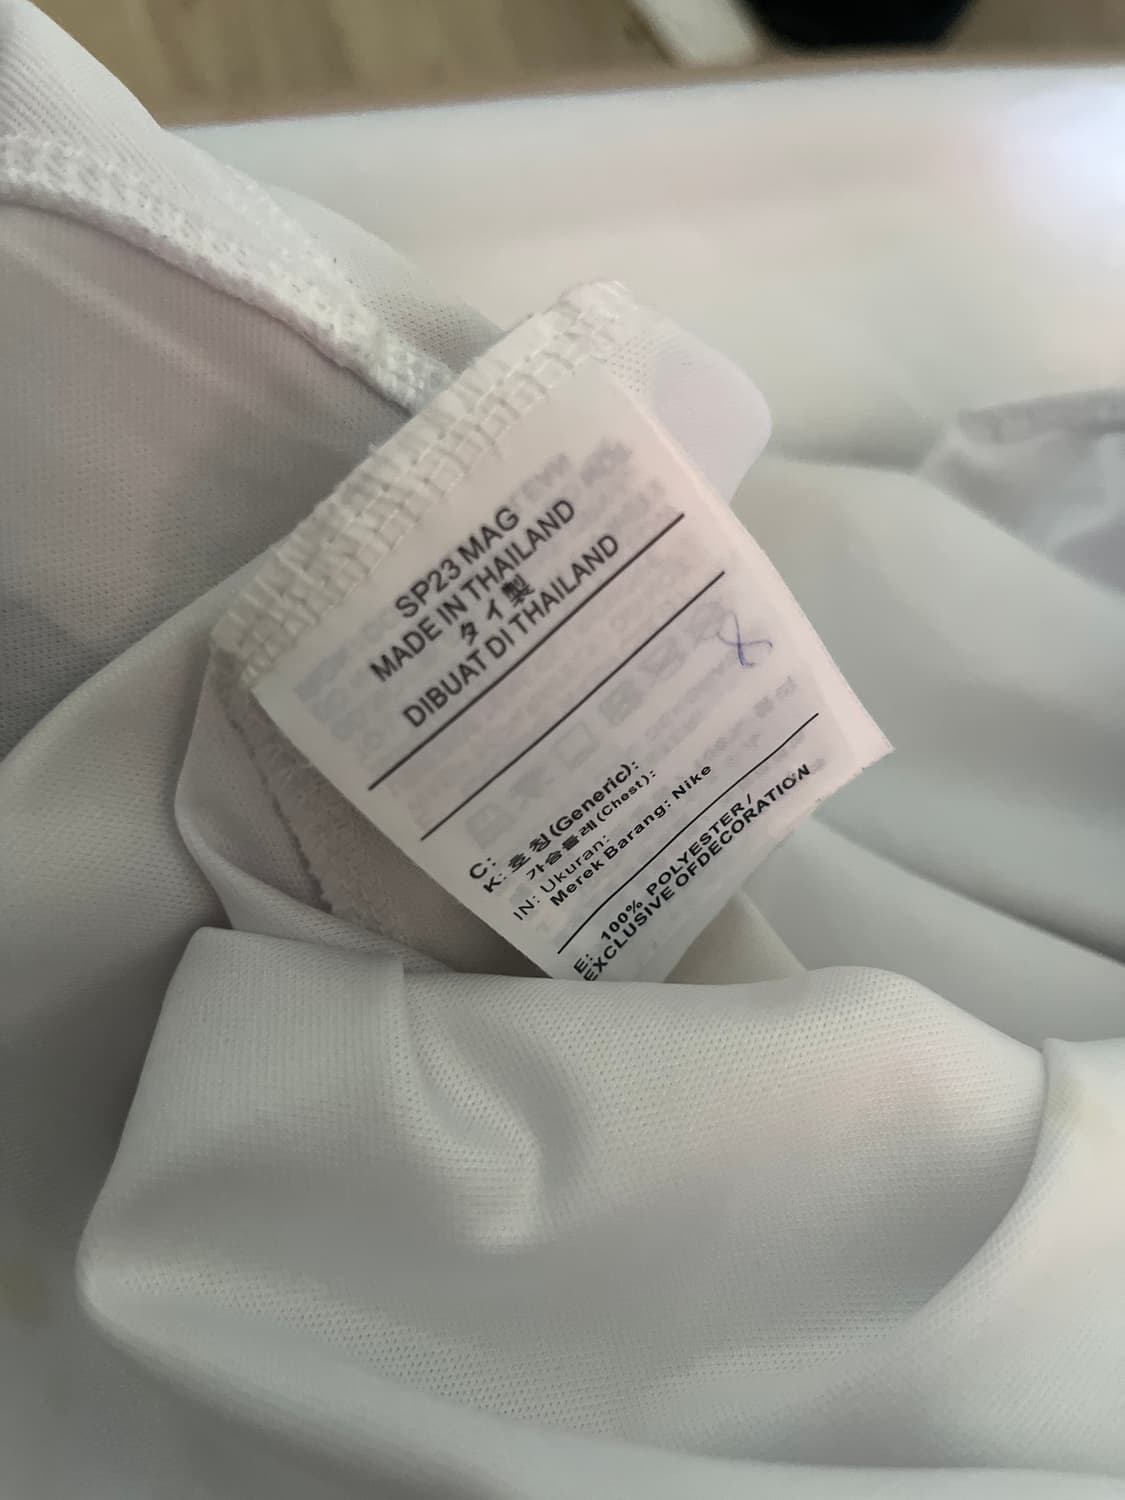 SP23 MAG
MADE IN THAILAND
タイ製
DIBUAT DI THAILAND
C:
K: 호칭(Generic):
가슴둘레(Chest):
IN: Ukuran:
Merek Barang: Nike
E: 100% POLYESTER/
EXCLUSIVE OFDECORATION